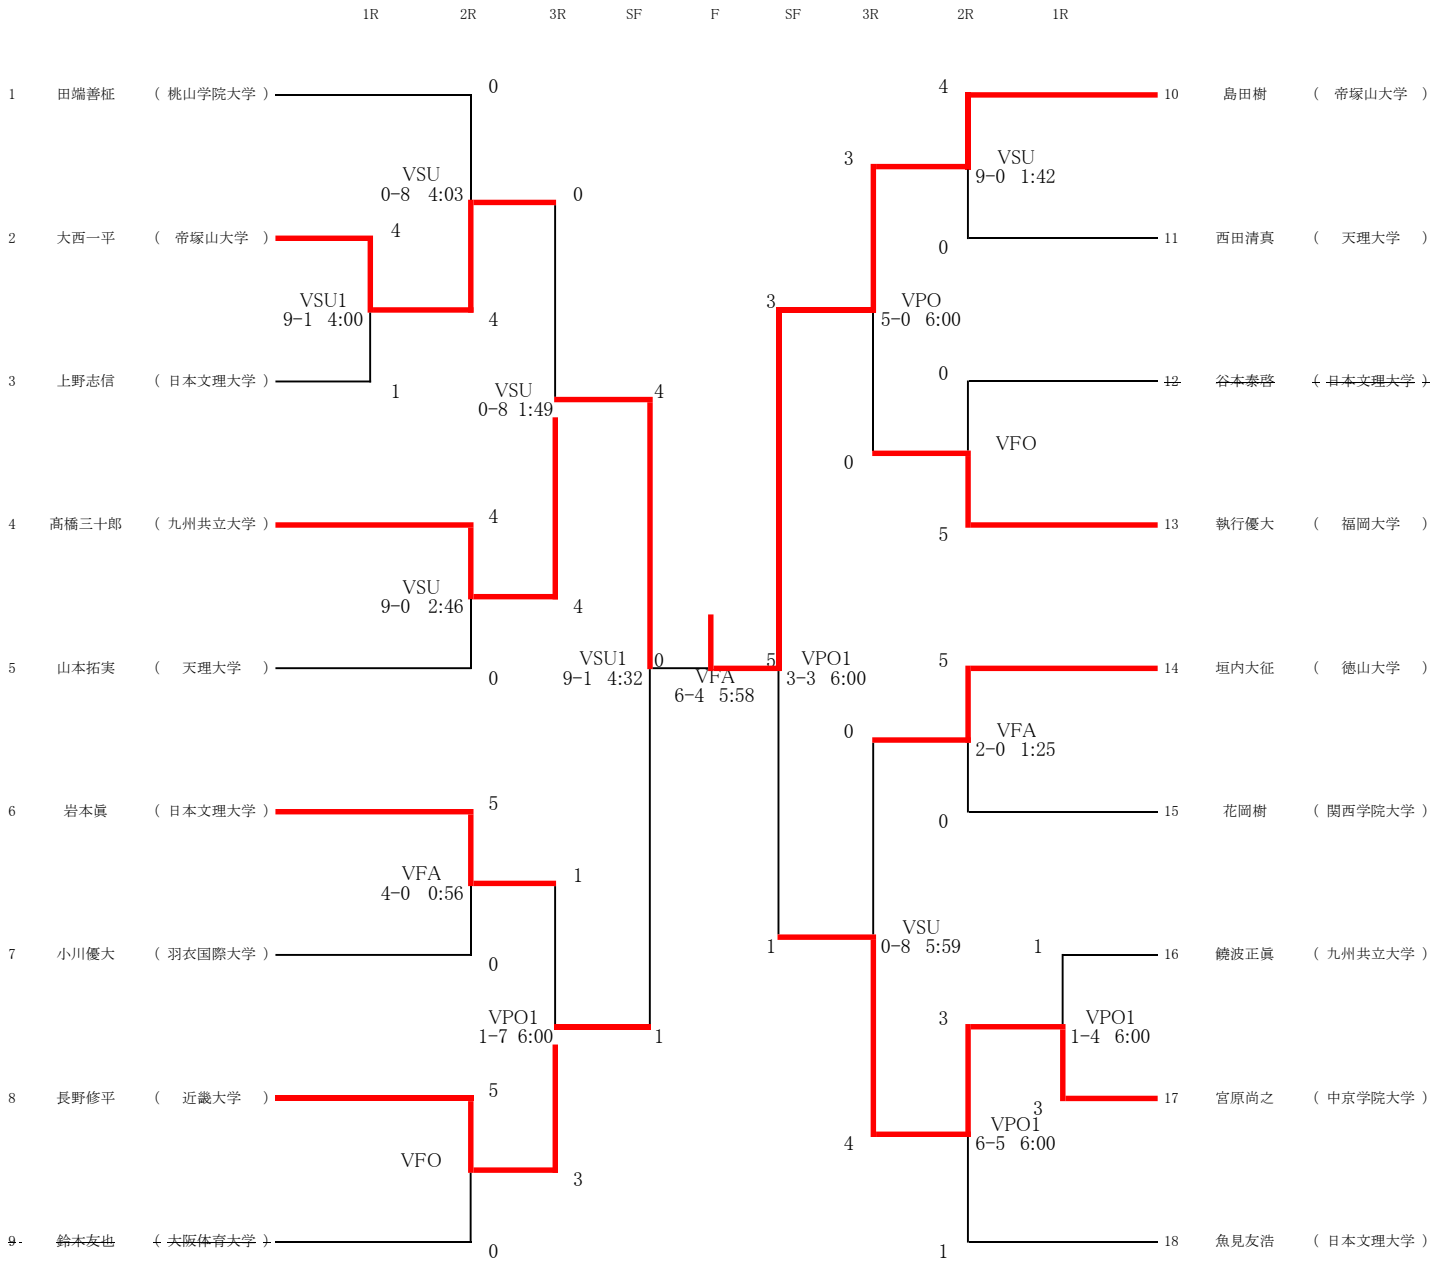 1R 2R 3R SF F SF 3R 2R 1R
1 田端善柾 ( 桃山学院大学 )
2 大西一平 ( 帝塚山大学 )
3 上野志信 ( 日本文理大学 )
4 髙橋三十郎 ( 九州共立大学 )
5 山本拓実 ( 天理大学 )
6 岩本眞 ( 日本文理大学 )
7 小川優大 ( 羽衣国際大学 )
8 長野修平 ( 近畿大学 )
9 鈴木友也 ( 大阪体育大学 )
4
VSU1
9-1 4:00
1
0
VSU
0-8 4:03
4
4
VSU
9-0 2:46
0
5
VFA
4-0 0:56
0
5
VFO
0
0
VSU
0-8 1:49
4
1
VPO1
1-7 6:00
3
4
VSU1
9-1 4:32
1
0
VFA
6-4 5:58
5
3
VPO1
3-3 6:00
1
3
VPO
5-0 6:00
0
0
VSU
0-8 5:59
4
4
VSU
9-0 1:42
0
0
VFO
5
5
VFA
2-0 1:25
0
3
VPO1
6-5 6:00
1
1
VPO1
1-4 6:00
3
10 島田樹 ( 帝塚山大学 )
11 西田清真 ( 天理大学 )
12 谷本泰啓 ( 日本文理大学 )
13 執行優大 ( 福岡大学 )
14 垣内大征 ( 徳山大学 )
15 花岡樹 ( 関西学院大学 )
16 饒波正眞 ( 九州共立大学 )
17 宮原尚之 ( 中京学院大学 )
18 魚見友浩 ( 日本文理大学 )